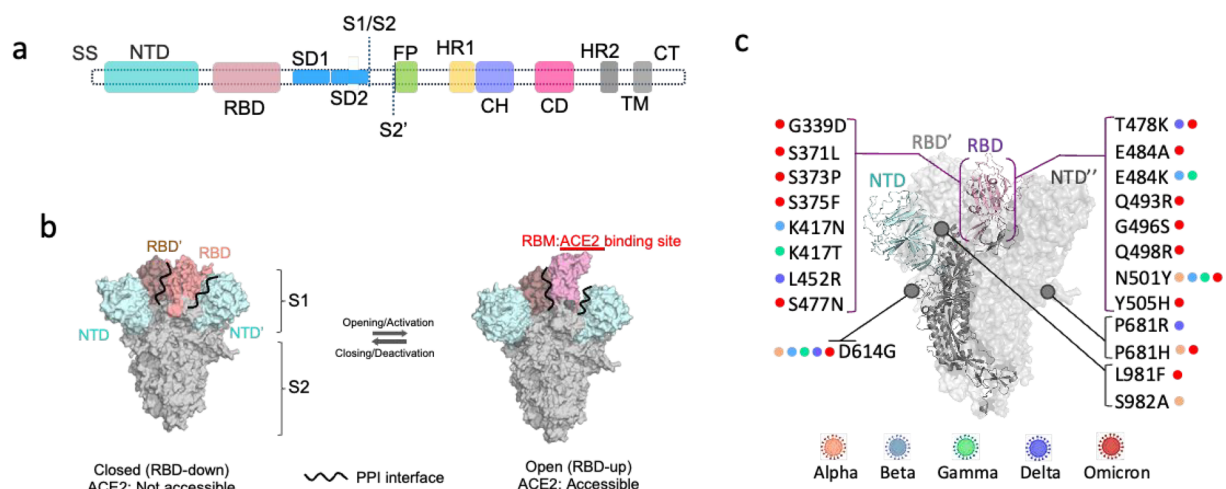 a
SS
NTD
RBD
SD1
SD2
S1/S2
S2'
FP
HR1
CH
CD
HR2
TM
CT
b
RBD'
RBD
NTD
NTD'
S1
S2
Closed (RBD-down)
ACE2: Not accessible
Opening/Activation
Closing/Deactivation
PPI interface
RBM:ACE2 binding site
Open (RBD-up)
ACE2: Accessible
c
G339D
S371L
S373P
S375F
K417N
K417T
L452R
S477N
D614G
RBD'
RBD
NTD
NTD''
T478K
E484A
E484K
Q493R
G496S
Q498R
N501Y
Y505H
P681R
P681H
L981F
S982A
Alpha
Beta
Gamma
Delta
Omicron